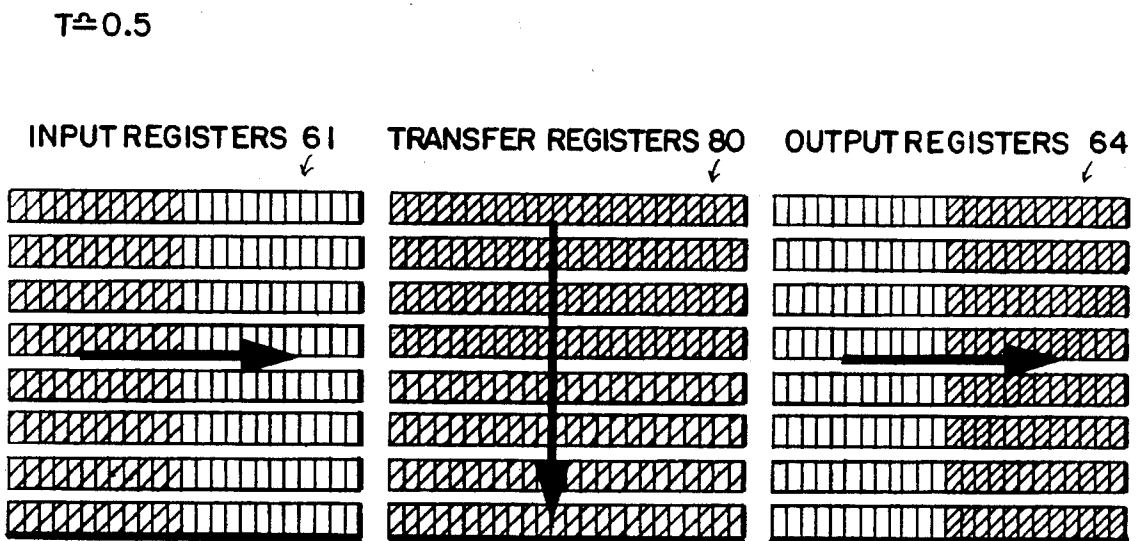 T≏0.5
INPUT REGISTERS 61
TRANSFER REGISTERS 80
OUTPUT REGISTERS 64